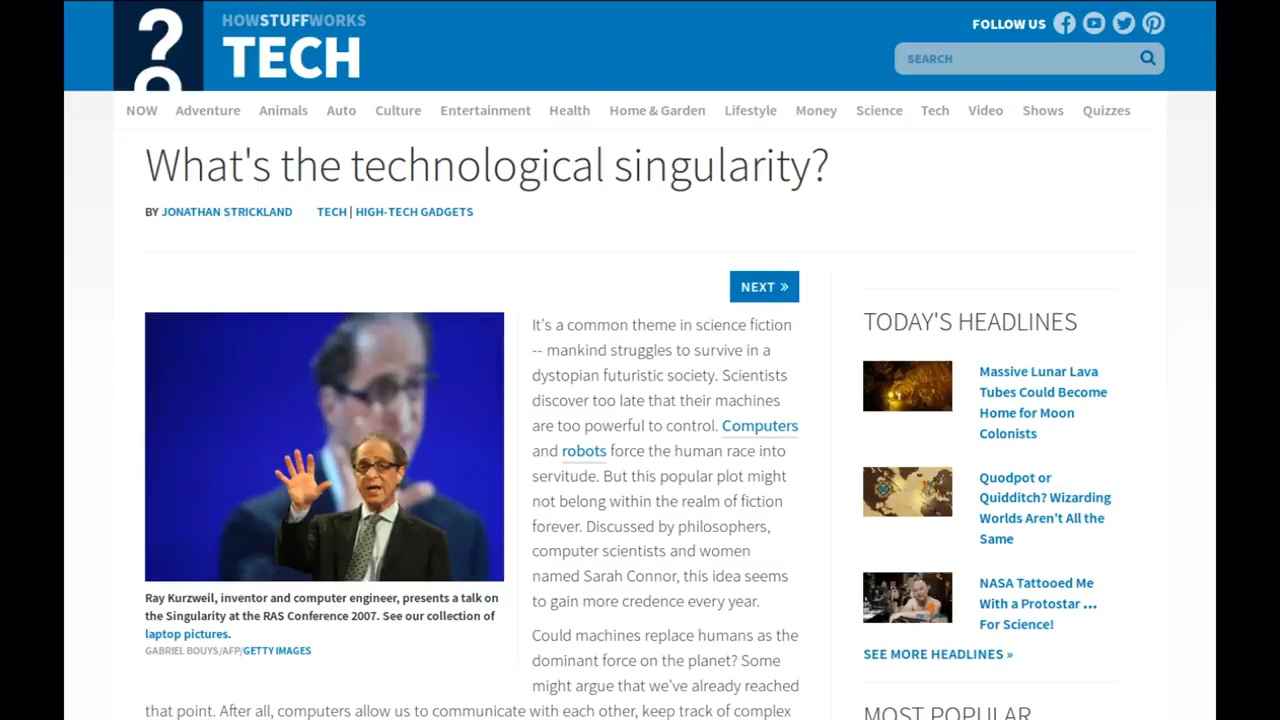 HOWSTUFFWORKS
TECH
FOLLOW US
SEARCH
NOW Adventure Animals Auto Culture Entertainment Health Home & Garden Lifestyle Money Science Tech Video Shows Quizzes
What's the technological singularity?
BY JONATHAN STRICKLAND TECH | HIGH-TECH GADGETS
NEXT »
It's a common theme in science fiction
-- mankind struggles to survive in a
dystopian futuristic society. Scientists
discover too late that their machines
are too powerful to control. Computers
and robots force the human race into
servitude. But this popular plot might
not belong within the realm of fiction
forever. Discussed by philosophers,
computer scientists and women
named Sarah Connor, this idea seems
to gain more credence every year.
Ray Kurzweil, inventor and computer engineer, presents a talk on
the Singularity at the RAS Conference 2007. See our collection of
laptop pictures.
GABRIEL BOUYS/AFP/GETTY IMAGES
Could machines replace humans as the
dominant force on the planet? Some
might argue that we've already reached
that point. After all, computers allow us to communicate with each other, keep track of complex
TODAY'S HEADLINES
Massive Lunar Lava
Tubes Could Become
Home for Moon
Colonists
Quodpot or
Quidditch? Wizarding
Worlds Aren't All the
Same
NASA Tattooed Me
With a Protostar ...
For Science!
SEE MORE HEADLINES »
MOST POPULAR